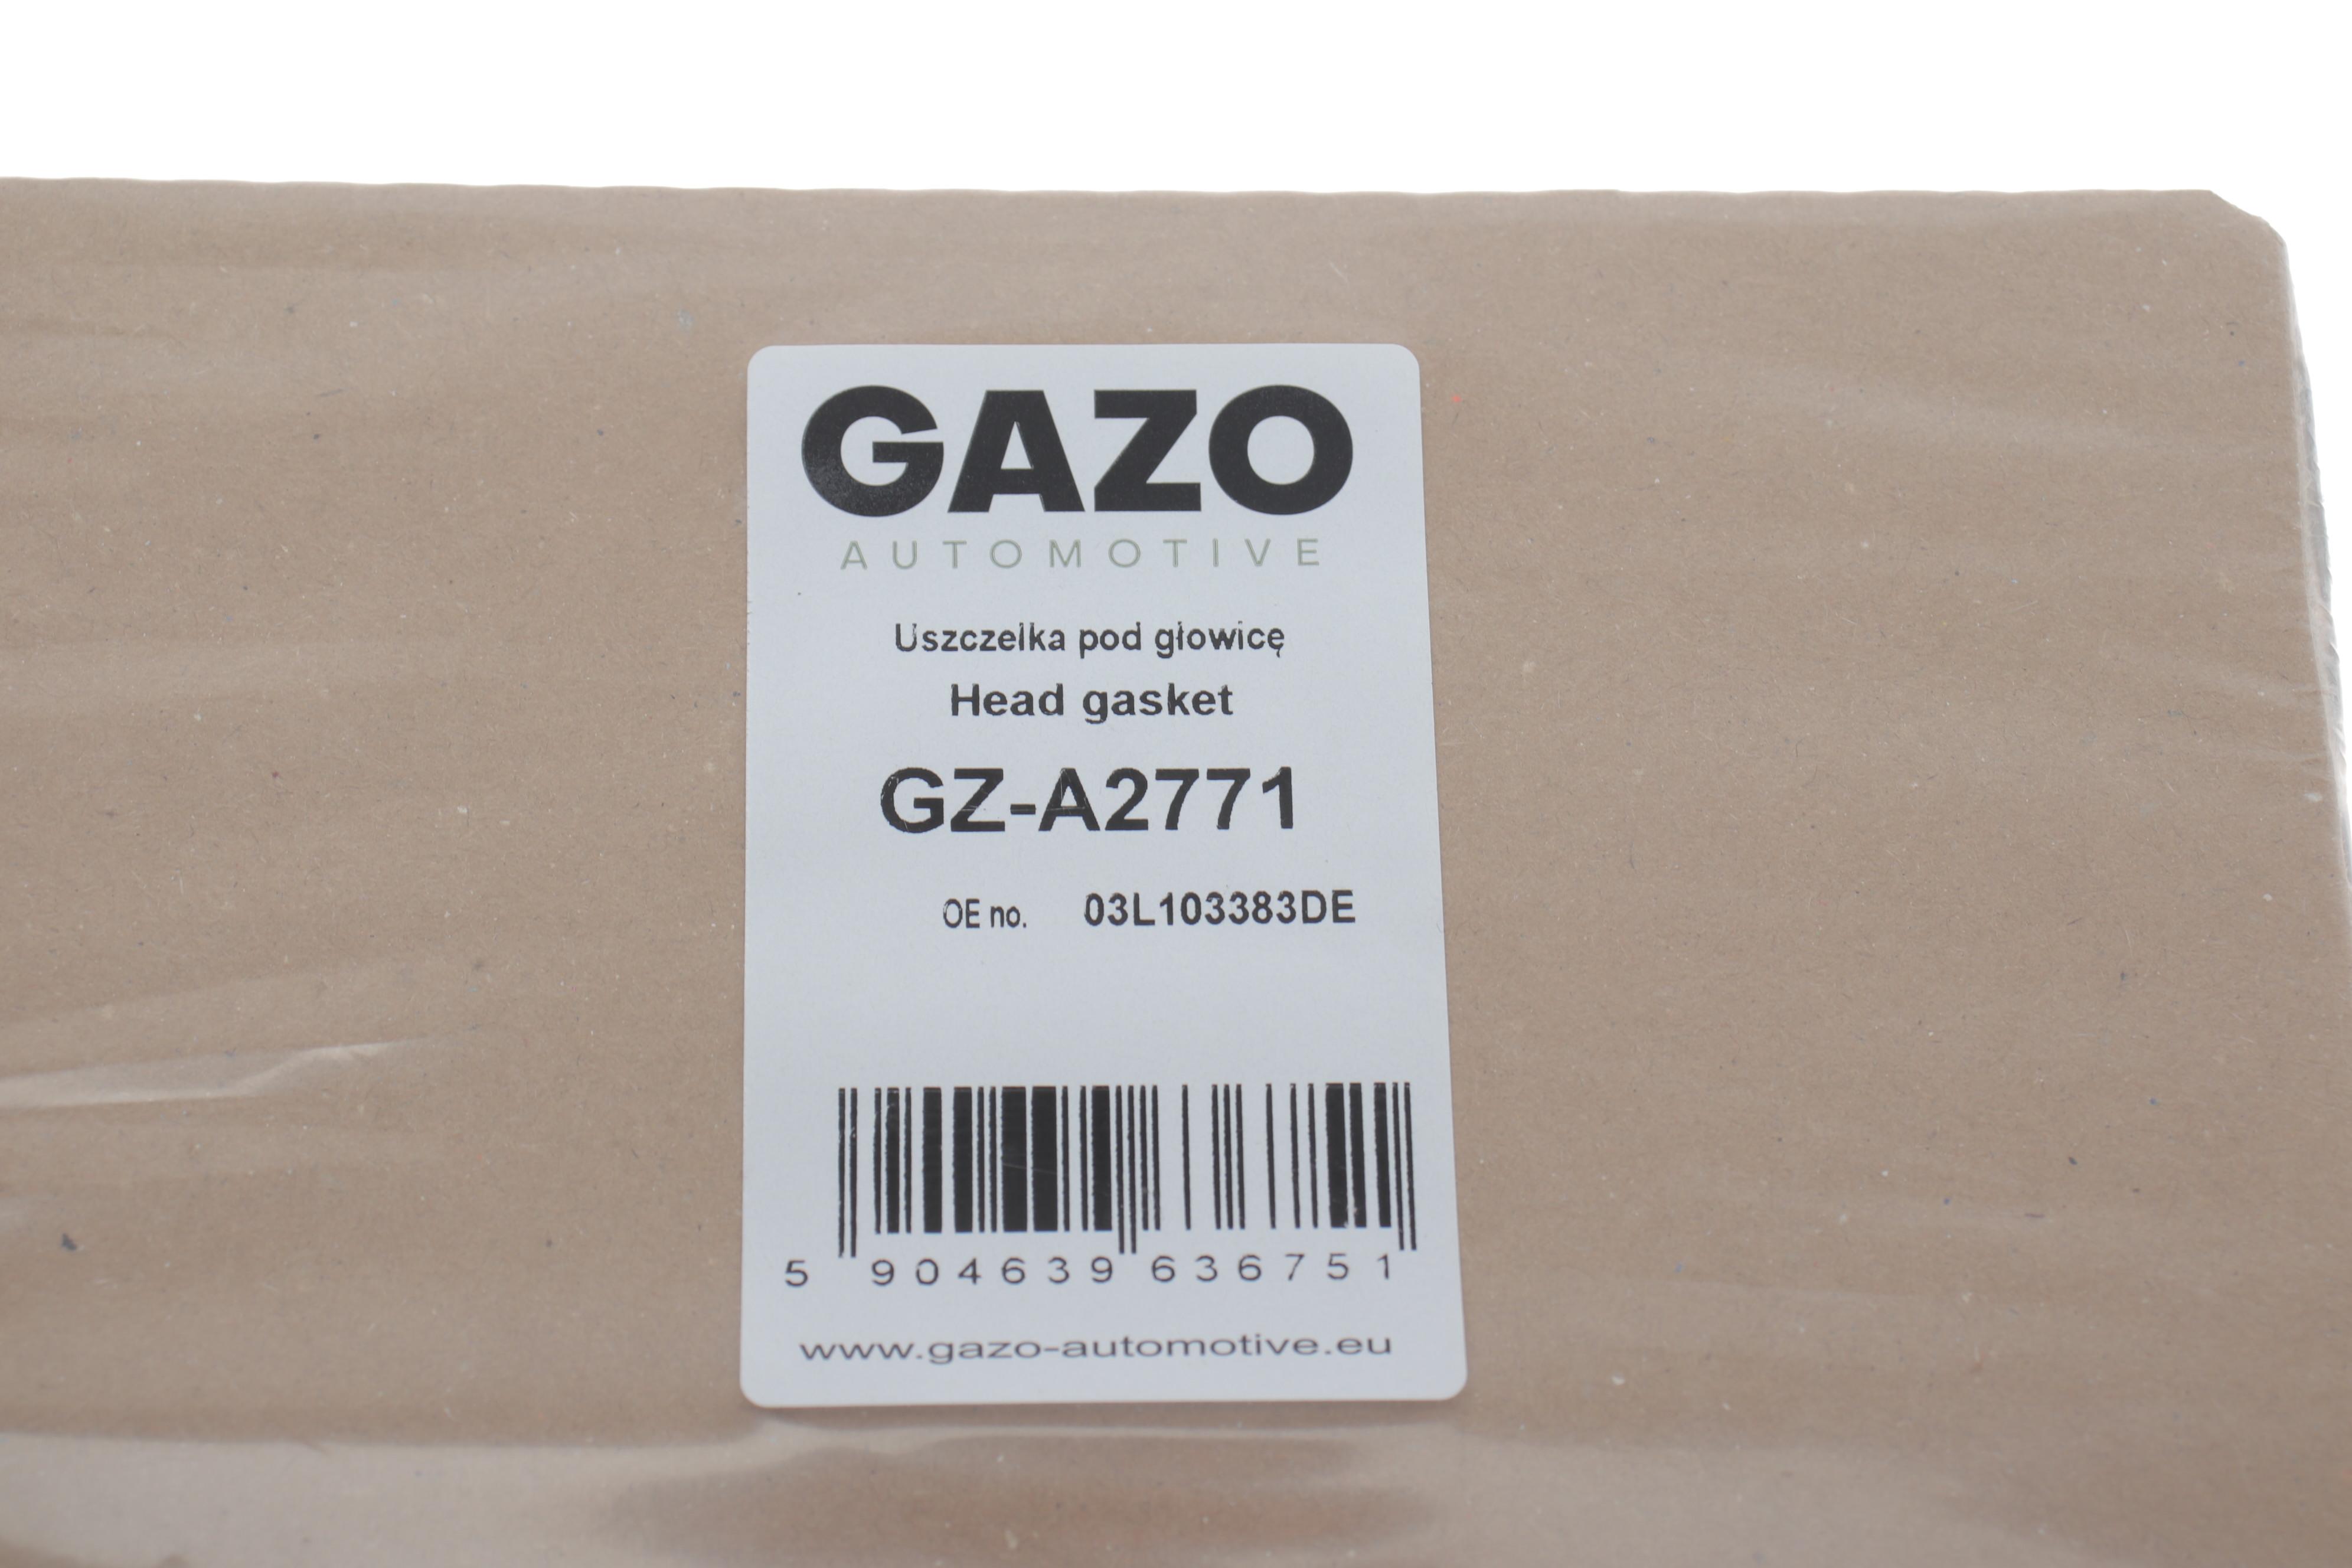 GAZO
AUTOMOTIVE
Uszczelka pod głowicę
Head gasket
GZ-A2771
OE no. 03L103383DE
5 904639 636751
www.gazo-automotive.eu